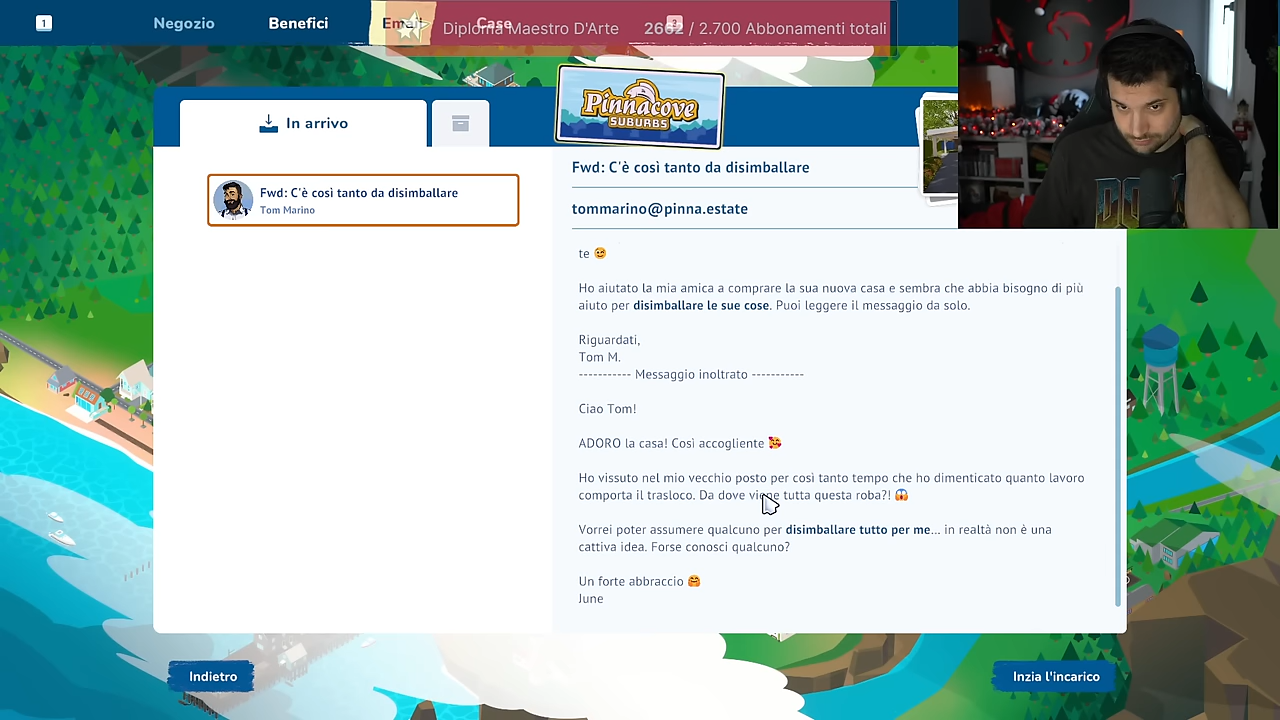 1
Negozio
Benefici
Email
Case
2
Diploma Maestro D'Arte
2662 / 2.700 Abbonamenti totali
In arrivo
Pinnacove
SUBURBS
Fwd: C'è così tanto da disimballare
Tom Marino
Fwd: C'è così tanto da disimballare
tommarino@pinna.estate
te 😉
Ho aiutato la mia amica a comprare la sua nuova casa e sembra che abbia bisogno di più
aiuto per disimballare le sue cose. Puoi leggere il messaggio da solo.
Riguardati,
Tom M.
----------- Messaggio inoltrato -----------
Ciao Tom!
ADORO la casa! Così accogliente 🥰
Ho vissuto nel mio vecchio posto per così tanto tempo che ho dimenticato quanto lavoro
comporta il trasloco. Da dove viene tutta questa roba?! 😱
Vorrei poter assumere qualcuno per disimballare tutto per me... in realtà non è una
cattiva idea. Forse conosci qualcuno?
Un forte abbraccio 🤗
June
Indietro
Inzia l'incarico